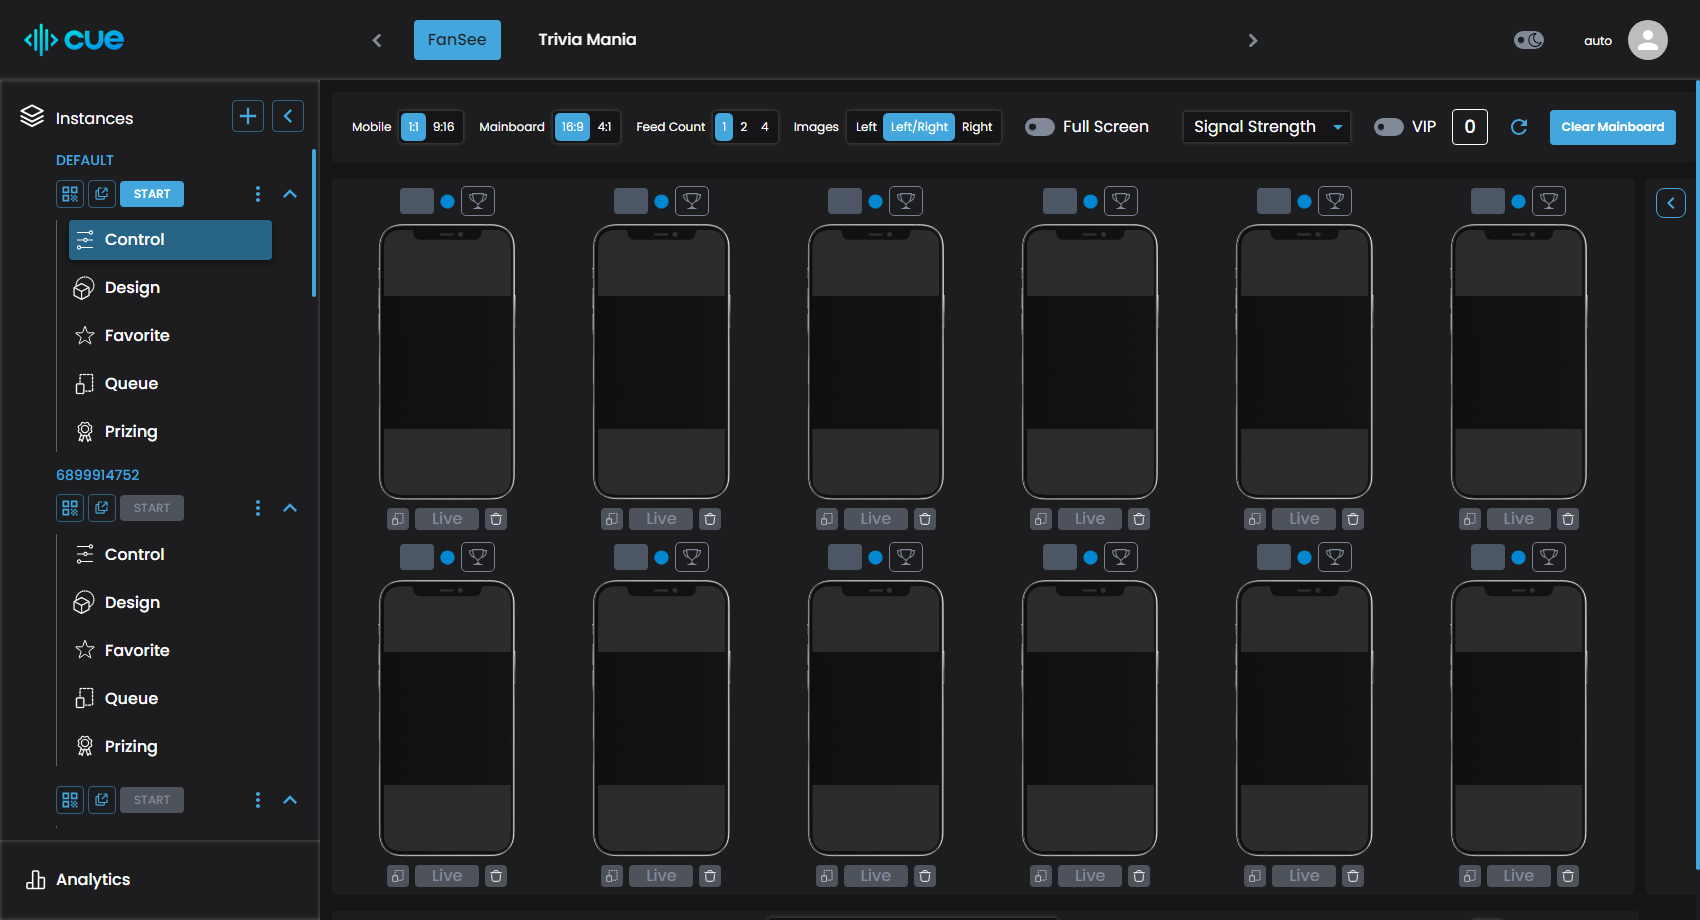 cue
FanSee
Trivia Mania
auto
Instances
DEFAULT
START
Control
Design
Favorite
Queue
Prizing
6899914752
START
Control
Design
Favorite
Queue
Prizing
START
Analytics
Mobile 1:1 9:16 Mainboard 16:9 4:1 Feed Count 1 2 4 Images Left Left/Right Right Full Screen Signal Strength VIP 0 Clear Mainboard
Live Live Live Live Live Live
Live Live Live Live Live Live